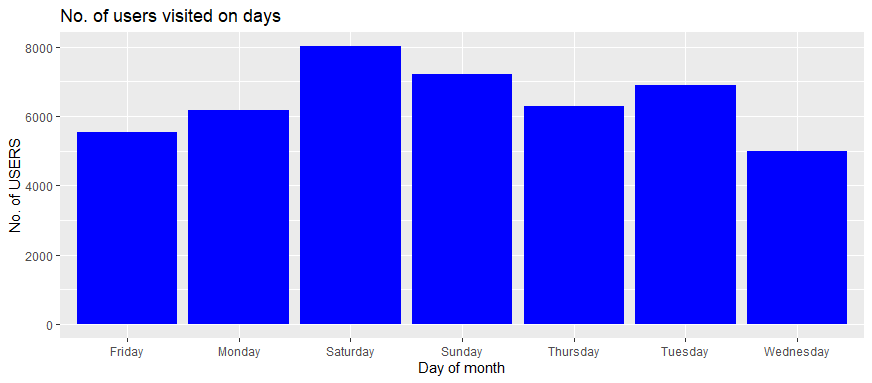 No. of users visited on days
No. of USERS
8000
6000
4000
2000
0
Friday Monday Saturday Sunday Thursday Tuesday Wednesday
Day of month